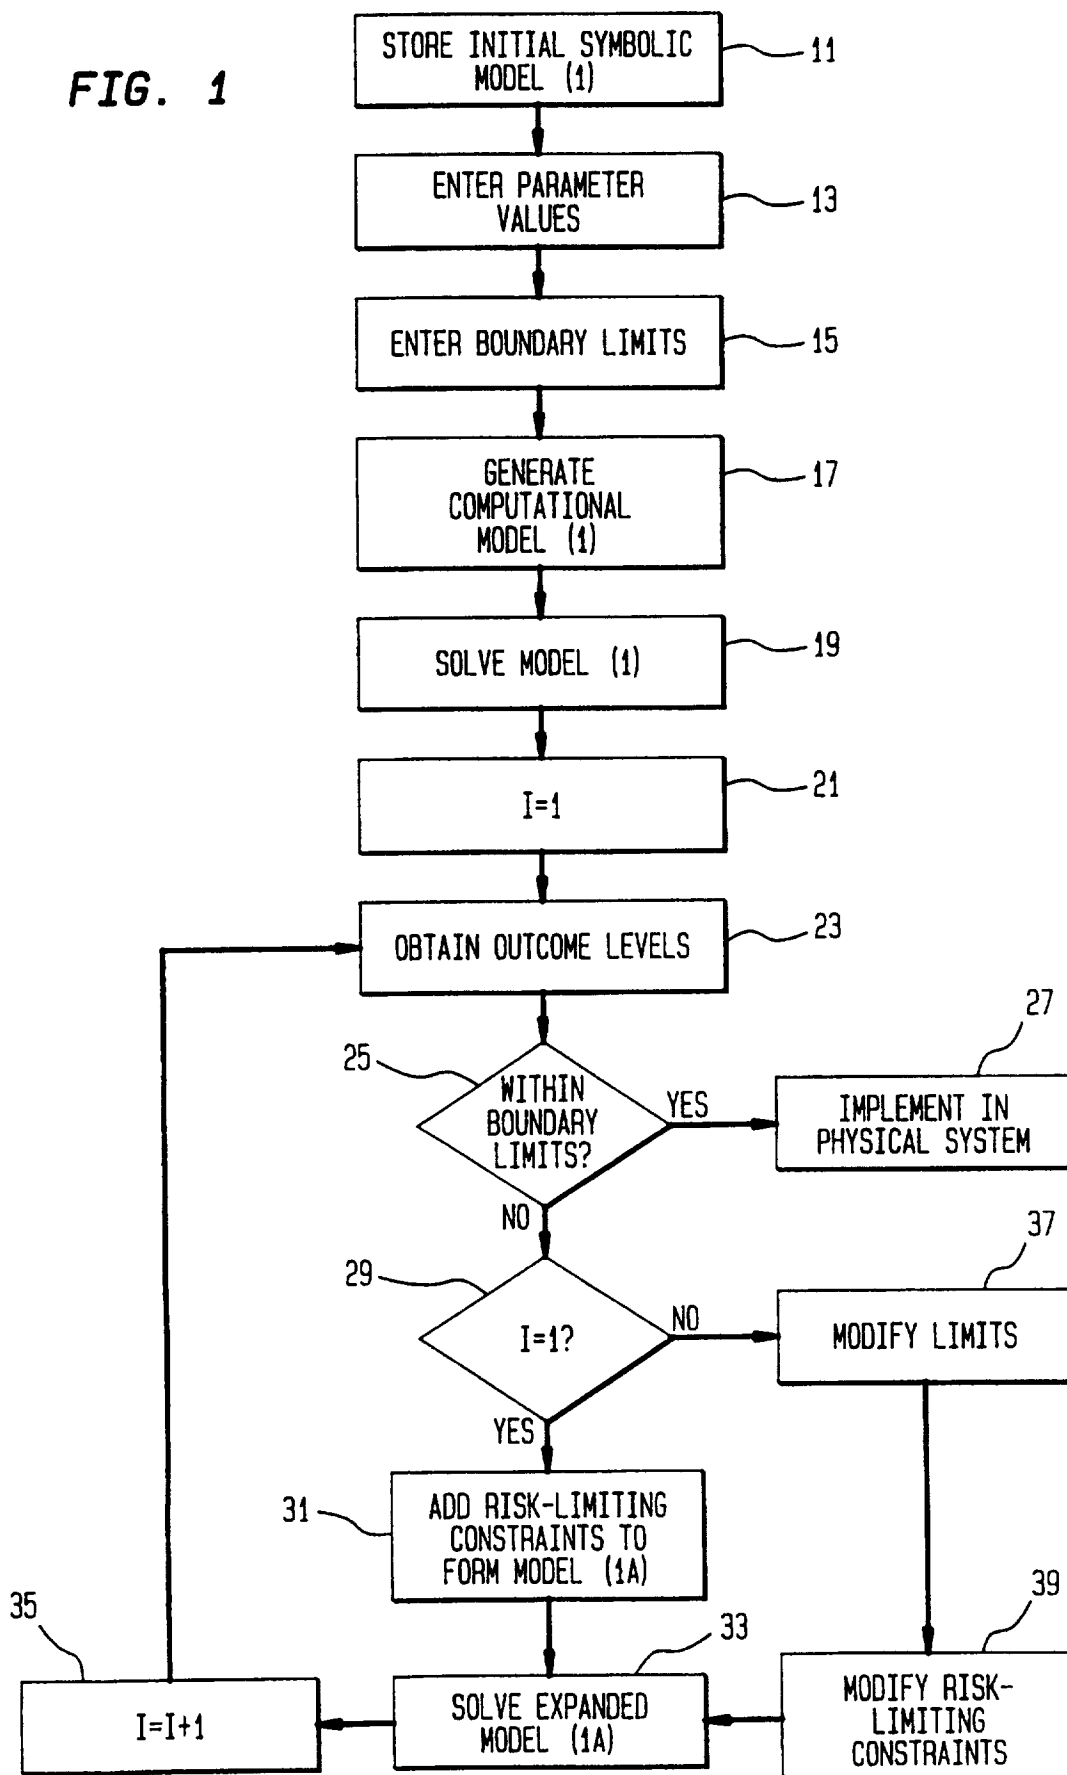 FIG. 1
STORE INITIAL SYMBOLIC
MODEL (1)
11
ENTER PARAMETER
VALUES
13
ENTER BOUNDARY LIMITS
15
GENERATE
COMPUTATIONAL
MODEL (1)
17
SOLVE MODEL (1)
19
I=1
21
OBTAIN OUTCOME LEVELS
23
25
WITHIN
BOUNDARY
LIMITS?
YES
NO
27
IMPLEMENT IN
PHYSICAL SYSTEM
29
I=1?
NO
YES
37
MODIFY LIMITS
31
ADD RISK-LIMITING
CONSTRAINTS TO
FORM MODEL (1A)
35
I=I+1
33
SOLVE EXPANDED
MODEL (1A)
39
MODIFY RISK-
LIMITING
CONSTRAINTS